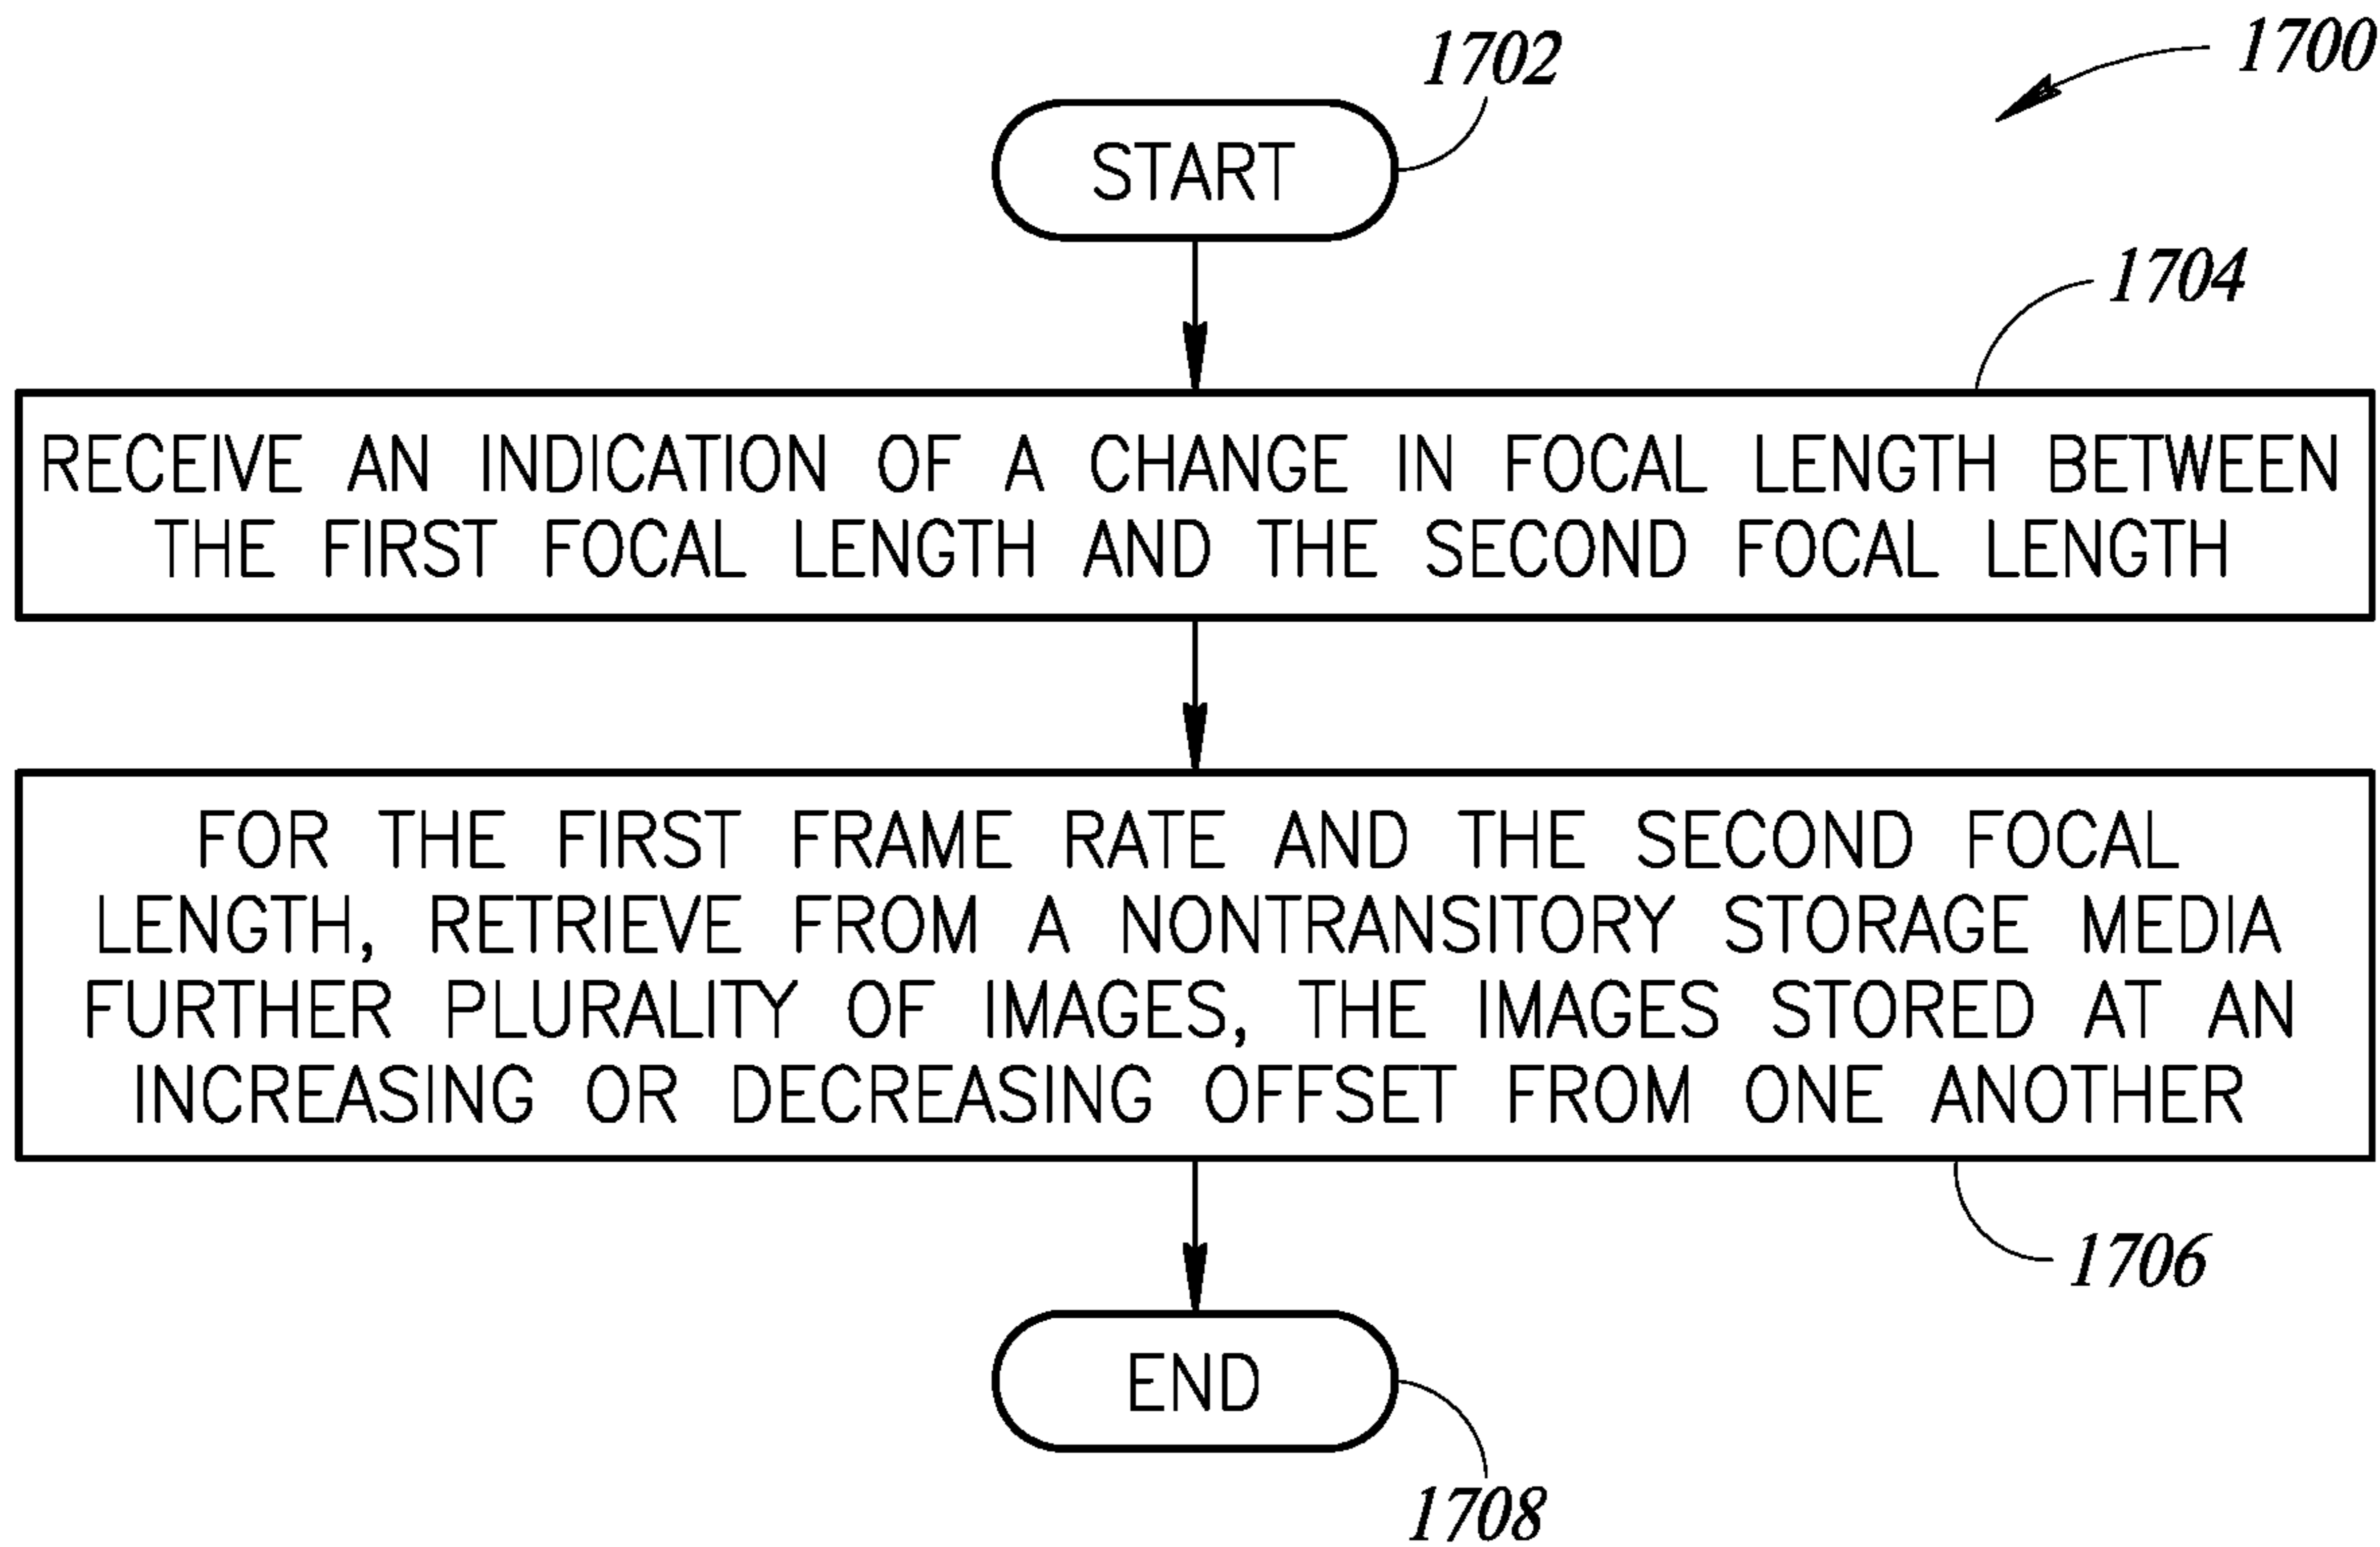 1700
1702
START
1704
RECEIVE AN INDICATION OF A CHANGE IN FOCAL LENGTH BETWEEN
THE FIRST FOCAL LENGTH AND THE SECOND FOCAL LENGTH
FOR THE FIRST FRAME RATE AND THE SECOND FOCAL
LENGTH, RETRIEVE FROM A NONTRANSITORY STORAGE MEDIA
FURTHER PLURALITY OF IMAGES, THE IMAGES STORED AT AN
INCREASING OR DECREASING OFFSET FROM ONE ANOTHER
1706
END
1708